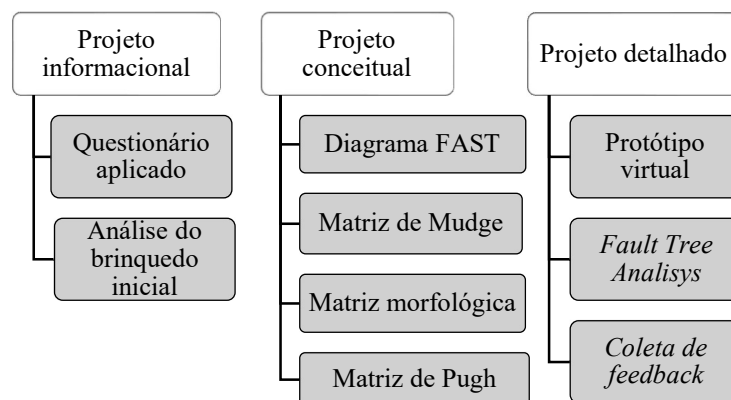 Projeto
informacional
Questionário
aplicado
Análise do
brinquedo
inicial
Projeto
conceitual
Diagrama FAST
Matriz de Mudge
Matriz morfológica
Matriz de Pugh
Projeto detalhado
Protótipo
virtual
Fault Tree
Analisys
Coleta de
feedback